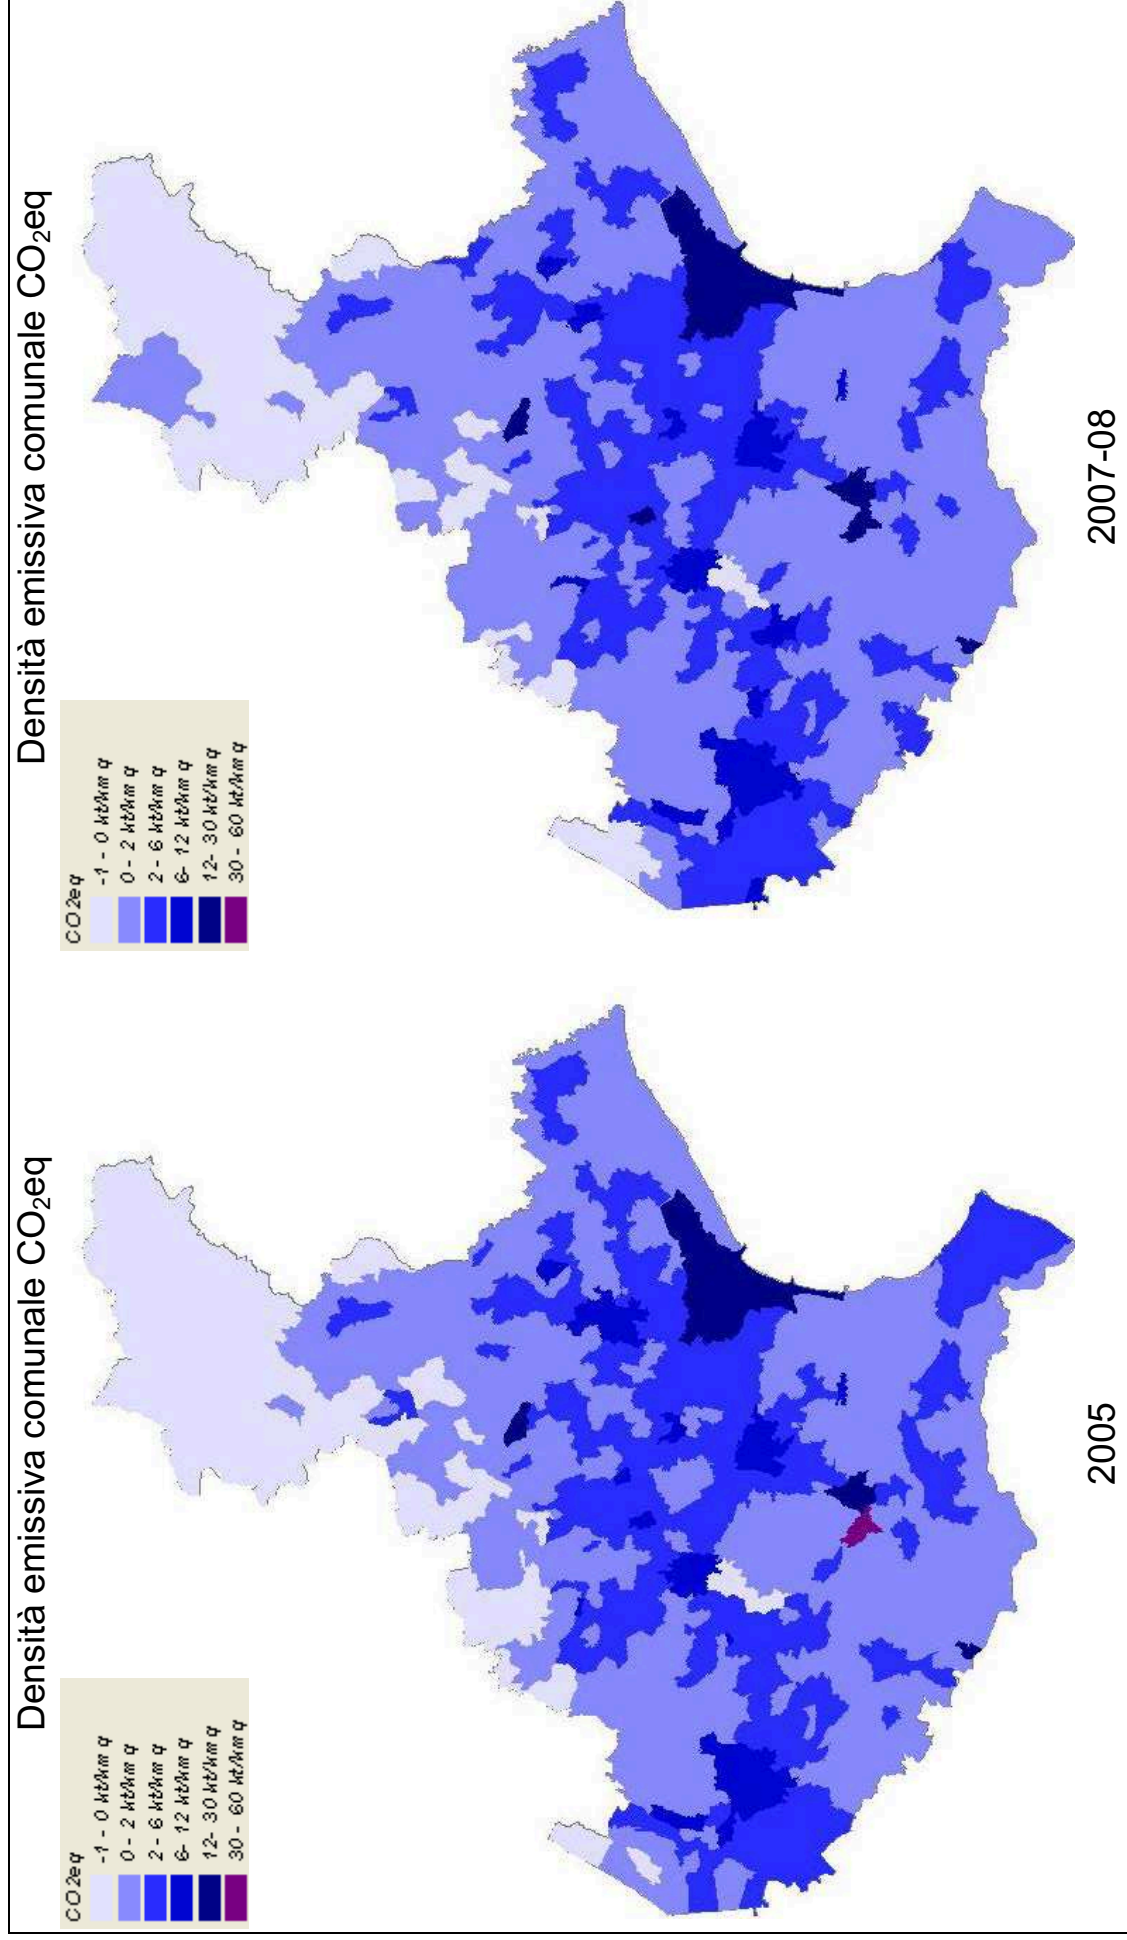 Densità emissiva comunale CO₂eq
CO2eq
-1 - 0 kt/km q
0 - 2 kt/km q
2 - 6 kt/km q
6- 12 kt/km q
12- 30 kt/km q
30 - 60 kt/km q
2005
Densità emissiva comunale CO₂eq
CO2eq
-1 - 0 kt/km q
0 - 2 kt/km q
2 - 6 kt/km q
6- 12 kt/km q
12- 30 kt/km q
30 - 60 kt/km q
2007-08